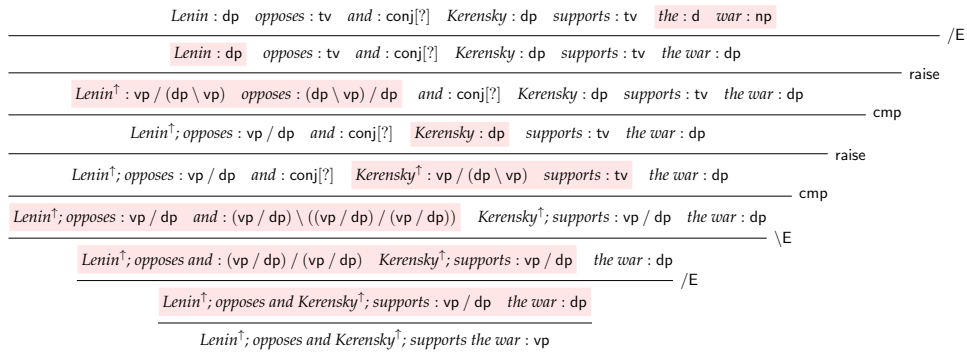 Lenin : dp opposes : tv and : conj[?] Kerensky : dp supports : tv the : d war : np
/E
Lenin : dp opposes : tv and : conj[?] Kerensky : dp supports : tv the war : dp
raise
Lenin↑ : vp / (dp \ vp) opposes : (dp \ vp) / dp and : conj[?] Kerensky : dp supports : tv the war : dp
cmp
Lenin↑; opposes : vp / dp and : conj[?] Kerensky : dp supports : tv the war : dp
raise
Lenin↑; opposes : vp / dp and : conj[?] Kerensky↑ : vp / (dp \ vp) supports : tv the war : dp
cmp
Lenin↑; opposes : vp / dp and : (vp / dp) \ ((vp / dp) / (vp / dp)) Kerensky↑; supports : vp / dp the war : dp
\E
Lenin↑; opposes and : (vp / dp) / (vp / dp) Kerensky↑; supports : vp / dp the war : dp
/E
Lenin↑; opposes and Kerensky↑; supports : vp / dp the war : dp
Lenin↑; opposes and Kerensky↑; supports the war : vp